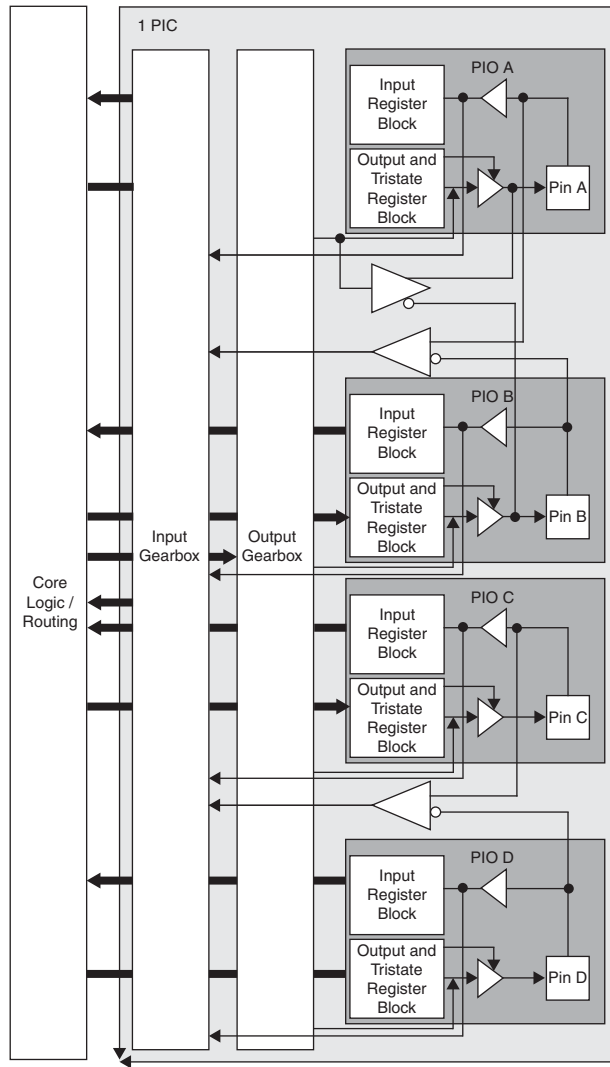 1 PIC
PIO A
Input
Register
Block
Output and
Tristate
Register
Block
Pin A
PIO B
Input
Register
Block
Output and
Tristate
Register
Block
Pin B
Input
Gearbox
Output
Gearbox
Core
Logic /
Routing
PIO C
Input
Register
Block
Output and
Tristate
Register
Block
Pin C
PIO D
Input
Register
Block
Output and
Tristate
Register
Block
Pin D